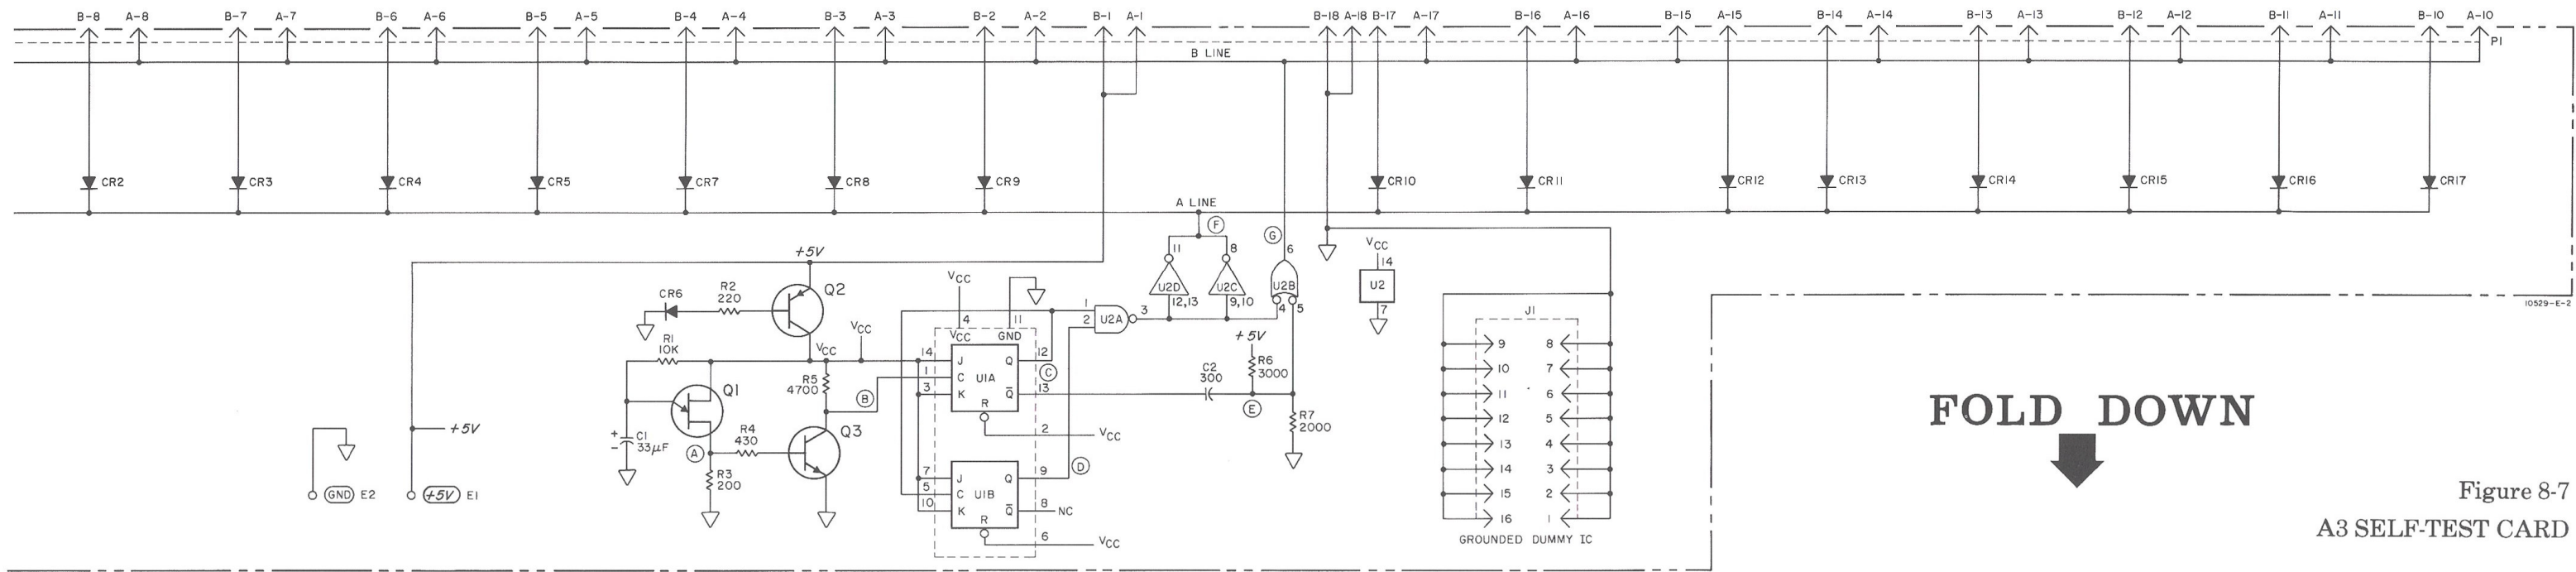 B-8 A-8 B-7 A-7 B-6 A-6 B-5 A-5 B-4 A-4 B-3 A-3 B-2 A-2 B-1 A-1 B-18 A-18 B-17 A-17 B-16 A-16 B-15 A-15 B-14 A-14 B-13 A-13 B-12 A-12 B-11 A-11 B-10 A-10
P1
B LINE
CR2 CR3 CR4 CR5 CR7 CR8 CR9 CR10 CR11 CR12 CR13 CR14 CR15 CR16 CR17
A LINE
F
G
+5V
11
8
6
VCC
14
U2
7
CR6
R2
220
Q2
VCC
4
VCC
11
GND
U2D
12,13
U2C
9,10
U2B
4
5
1
2
U2A
3
10529-E-2
R1
10K
VCC
VCC
R5
4700
14
1
3
J
C
K
U1A
Q
Q
R
12
C
13
2
VCC
C2
300
+5V
R6
3000
E
R7
2000
Q1
B
+
-
C1
33µF
A
R4
430
Q3
R3
200
7
5
10
J
C
K
U1B
Q
Q
R
9
D
8
NC
6
VCC
+5V
GND E2
+5V E1
J1
9 8
10 7
11 6
12 5
13 4
14 3
15 2
16 1
GROUNDED DUMMY IC
FOLD DOWN
Figure 8-7
A3 SELF-TEST CARD